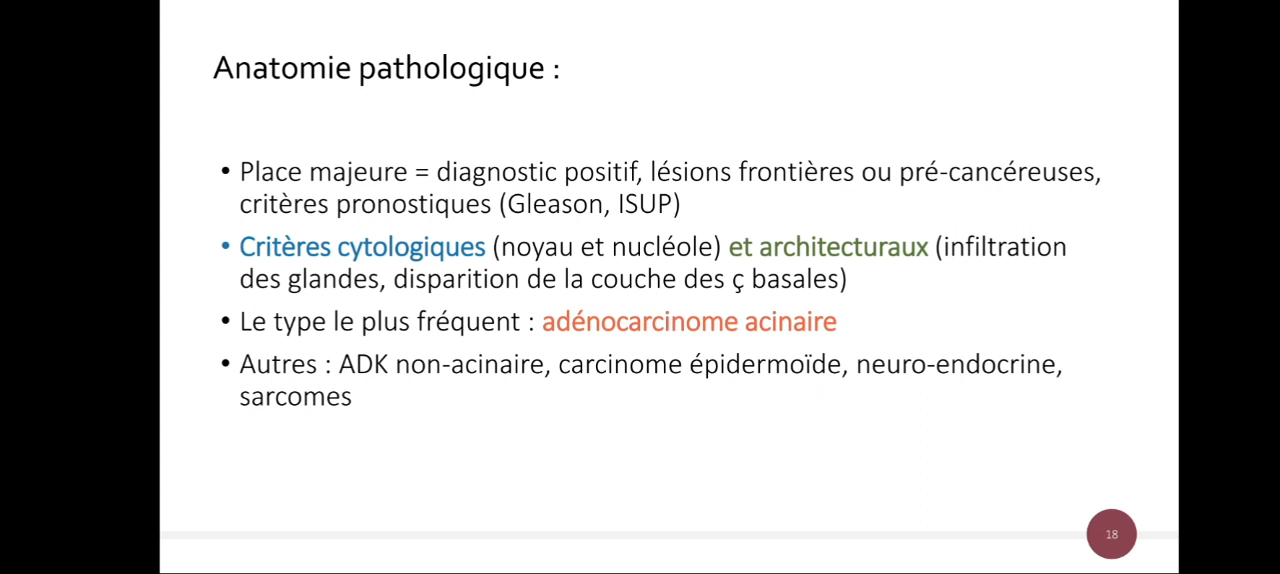 Anatomie pathologique :
• Place majeure = diagnostic positif, lésions frontières ou pré-cancéreuses,
critères pronostiques (Gleason, ISUP)
• Critères cytologiques (noyau et nucléole) et architecturaux (infiltration
des glandes, disparition de la couche des ç basales)
• Le type le plus fréquent : adénocarcinome acinaire
• Autres : ADK non-acinaire, carcinome épidermoïde, neuro-endocrine,
sarcomes
18